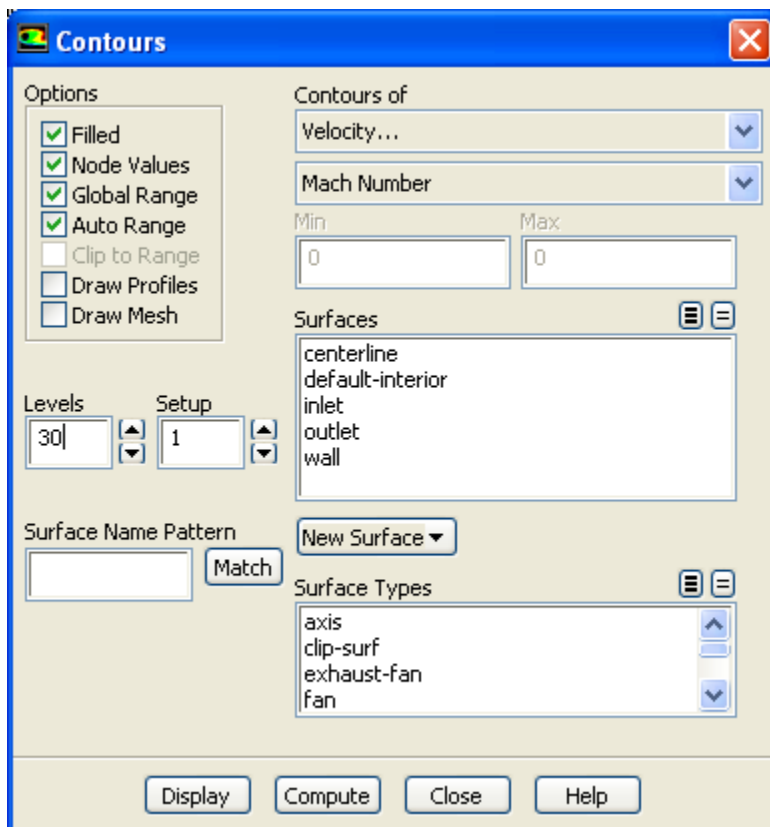 Contours
Options
Filled
Node Values
Global Range
Auto Range
Clip to Range
Draw Profiles
Draw Mesh
Levels
Setup
30
1
Surface Name Pattern
Match
Contours of
Velocity...
Mach Number
Min
Max
0
0
Surfaces
centerline
default-interior
inlet
outlet
wall
New Surface
Surface Types
axis
clip-surf
exhaust-fan
fan
Display
Compute
Close
Help